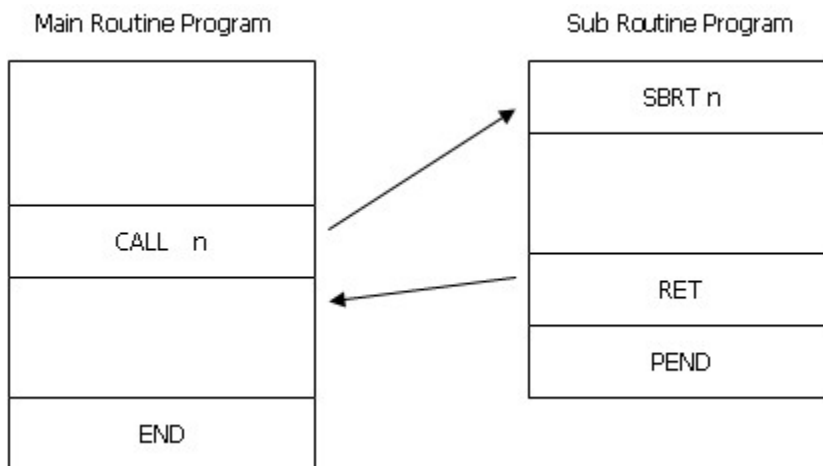 Main Routine Program
Sub Routine Program
SBRT n
CALL n
RET
PEND
END